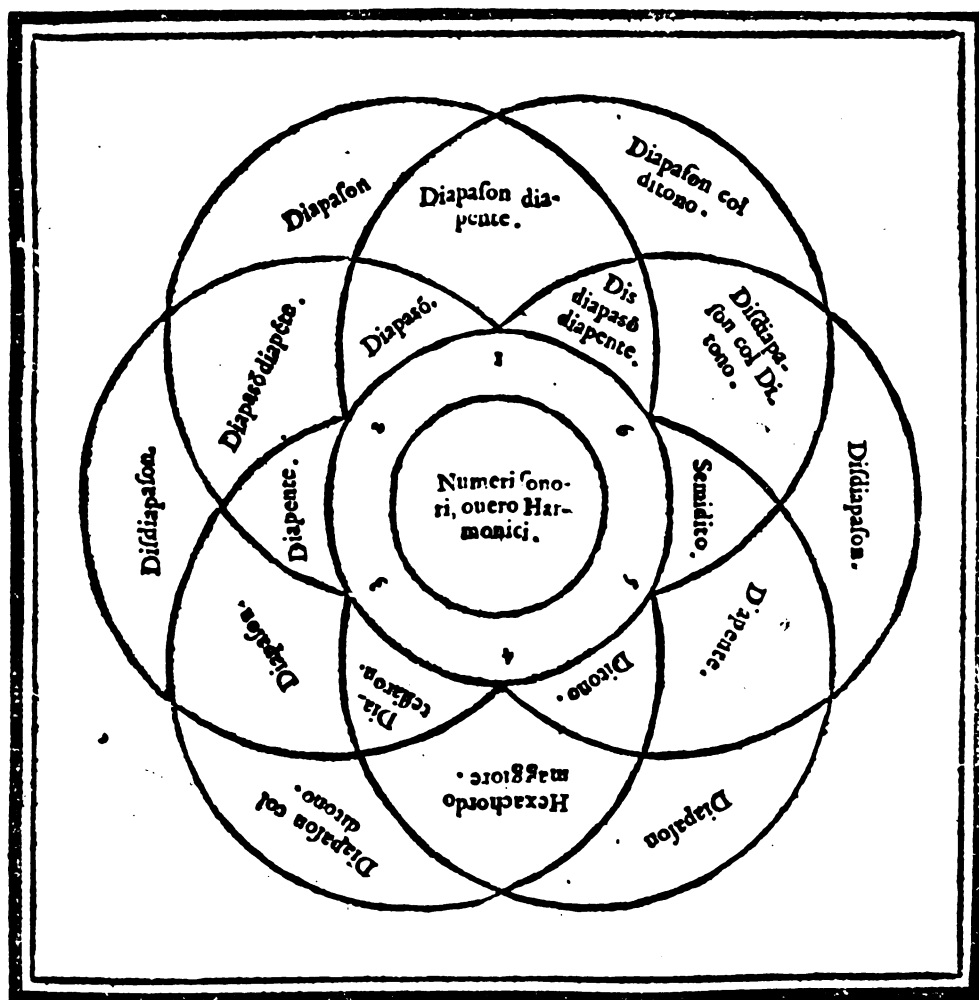 Diapaſon
Diapaſon dia-
pente.
Diapaſon col
ditono.
Diapasō.
Dis
diapasō
diapente.
Diapasō diapēte.
Diſdiapa-
ſon col Di-
tono.
1
2
6
Numeri ſono-
ri, ouero Har-
monici.
Diſdiapaſon.
Diapente.
Semidito.
Diſdiapaſon.
3
5
4
Diapaſon.
Dia-
teſſaron.
Ditono.
Diapente.
Diapaſon col
ditono.
Hexachordo
maggiore.
Diapaſon